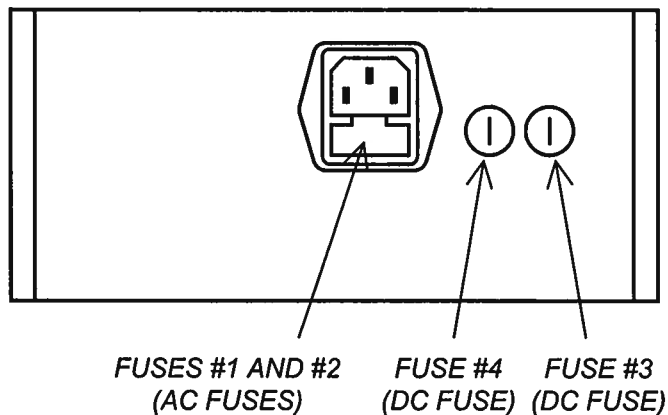 FUSES #1 AND #2
(AC FUSES)
FUSE #4
(DC FUSE)
FUSE #3
(DC FUSE)